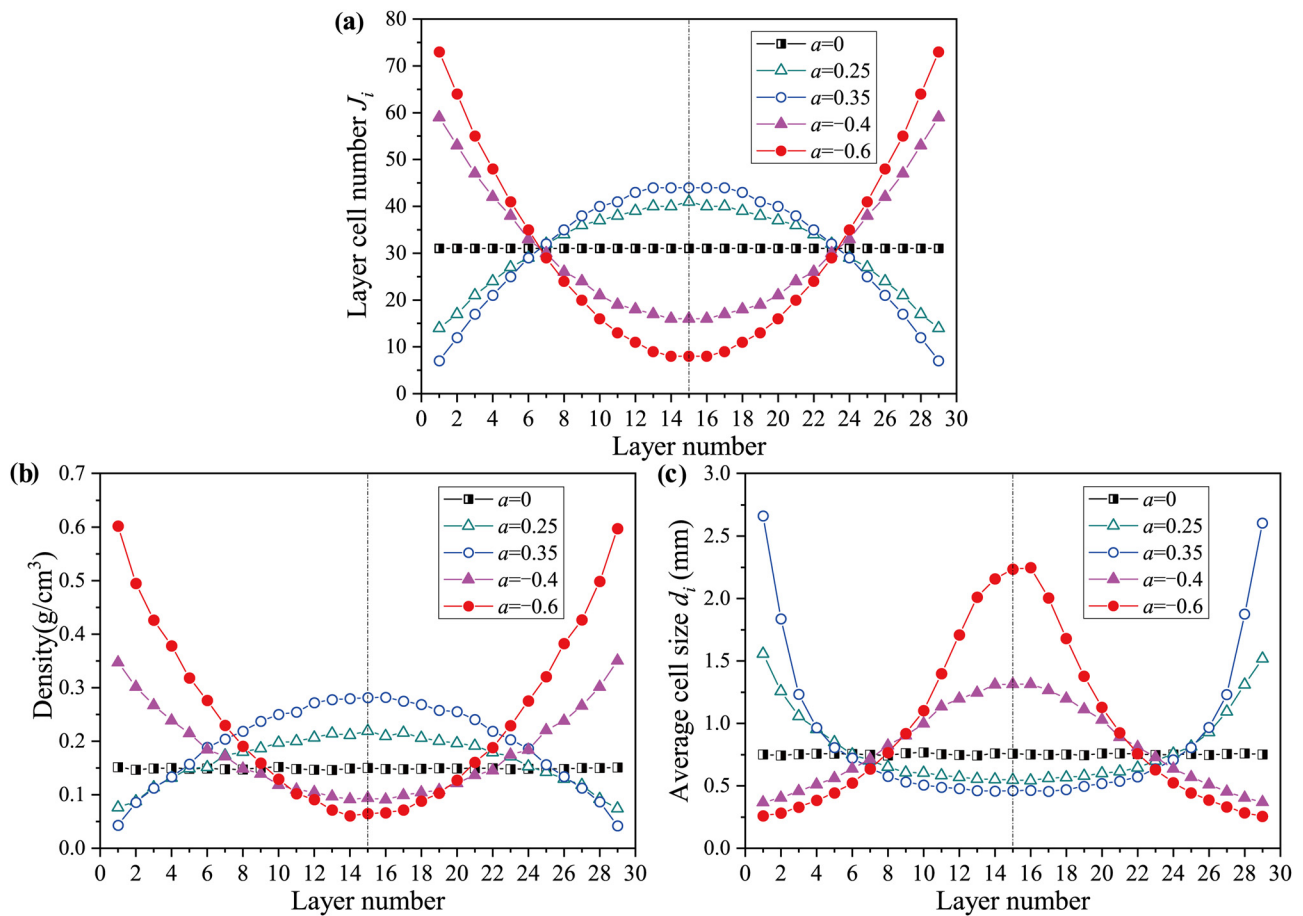 (a)
Layer cell number Jᵢ
80
70
60
50
40
30
20
10
0
0 2 4 6 8 10 12 14 16 18 20 22 24 26 28 30
Layer number
a=0
a=0.25
a=0.35
a=−0.4
a=−0.6
(b)
Density(g/cm³)
0.7
0.6
0.5
0.4
0.3
0.2
0.1
0.0
0 2 4 6 8 10 12 14 16 18 20 22 24 26 28 30
Layer number
a=0
a=0.25
a=0.35
a=−0.4
a=−0.6
(c)
Average cell size dᵢ (mm)
3.0
2.5
2.0
1.5
1.0
0.5
0.0
0 2 4 6 8 10 12 14 16 18 20 22 24 26 28 30
Layer number
a=0
a=0.25
a=0.35
a=−0.4
a=−0.6